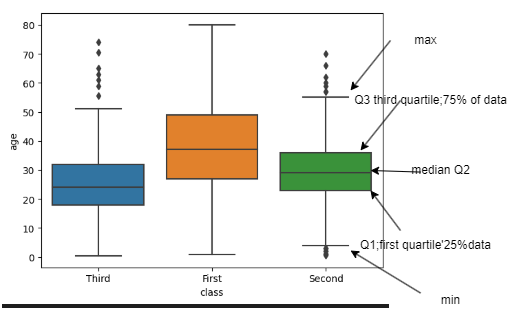 80
70
60
50
40
30
20
10
0
age
Third
First
Second
class
max
Q3 third quartile;75% of data
median Q2
Q1;first quartile'25%data
min